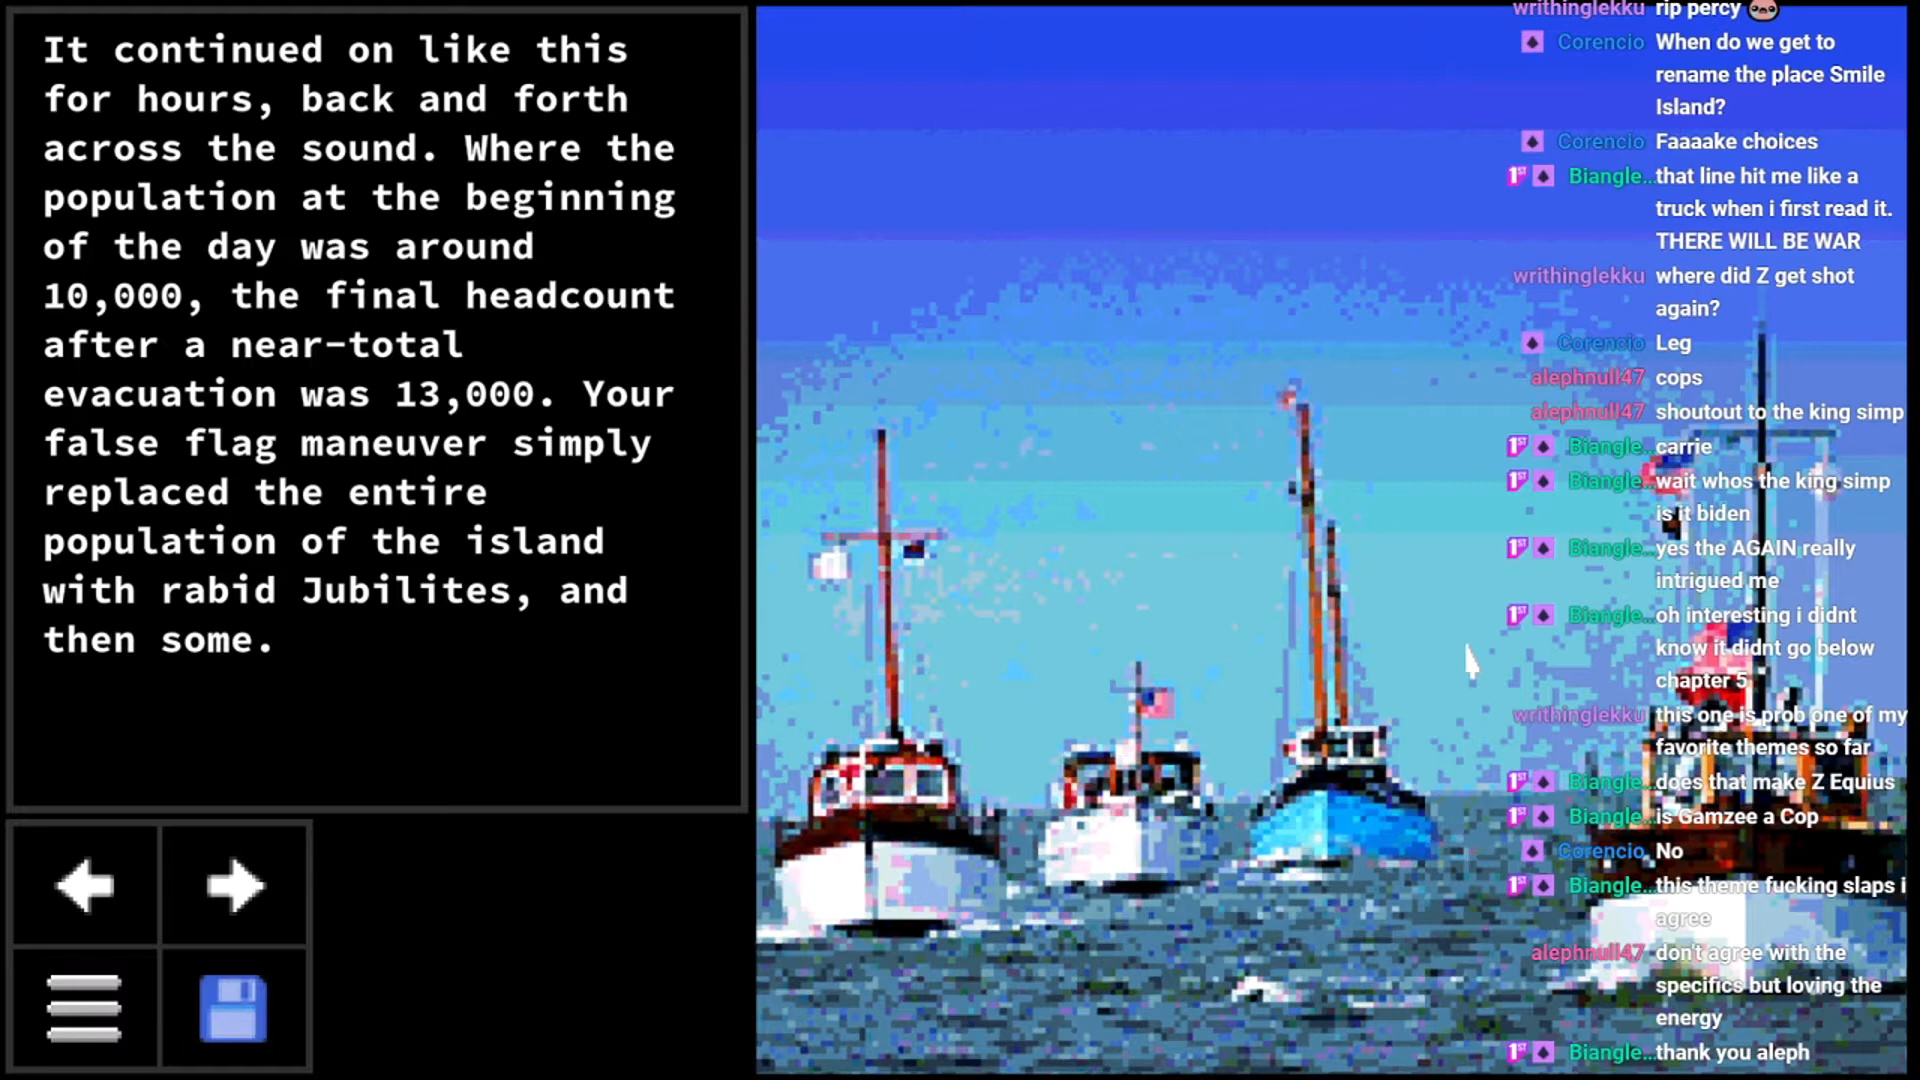 It continued on like this
for hours, back and forth
across the sound. Where the
population at the beginning
of the day was around
10,000, the final headcount
after a near-total
evacuation was 13,000. Your
false flag maneuver simply
replaced the entire
population of the island
with rabid Jubilites, and
then some.
writhinglekku rip percy
Corencio When do we get to
rename the place Smile
Island?
Corencio Faaaake choices
1ST Biangle... that line hit me like a
truck when i first read it.
THERE WILL BE WAR
writhinglekku where did Z get shot
again?
Corencio Leg
alephnull47 cops
alephnull47 shoutout to the king simp
1ST Biangle... carrie
1ST Biangle... wait whos the king simp
is it biden
1ST Biangle... yes the AGAIN really
intrigued me
1ST Biangle... oh interesting i didnt
know it didnt go below
chapter 5
writhinglekku this one is prob one of my
favorite themes so far
1ST Biangle... does that make Z Equius
1ST Biangle... is Gamzee a Cop
Corencio No
1ST Biangle... this theme fucking slaps i
agree
alephnull47 don't agree with the
specifics but loving the
energy
1ST Biangle... thank you aleph